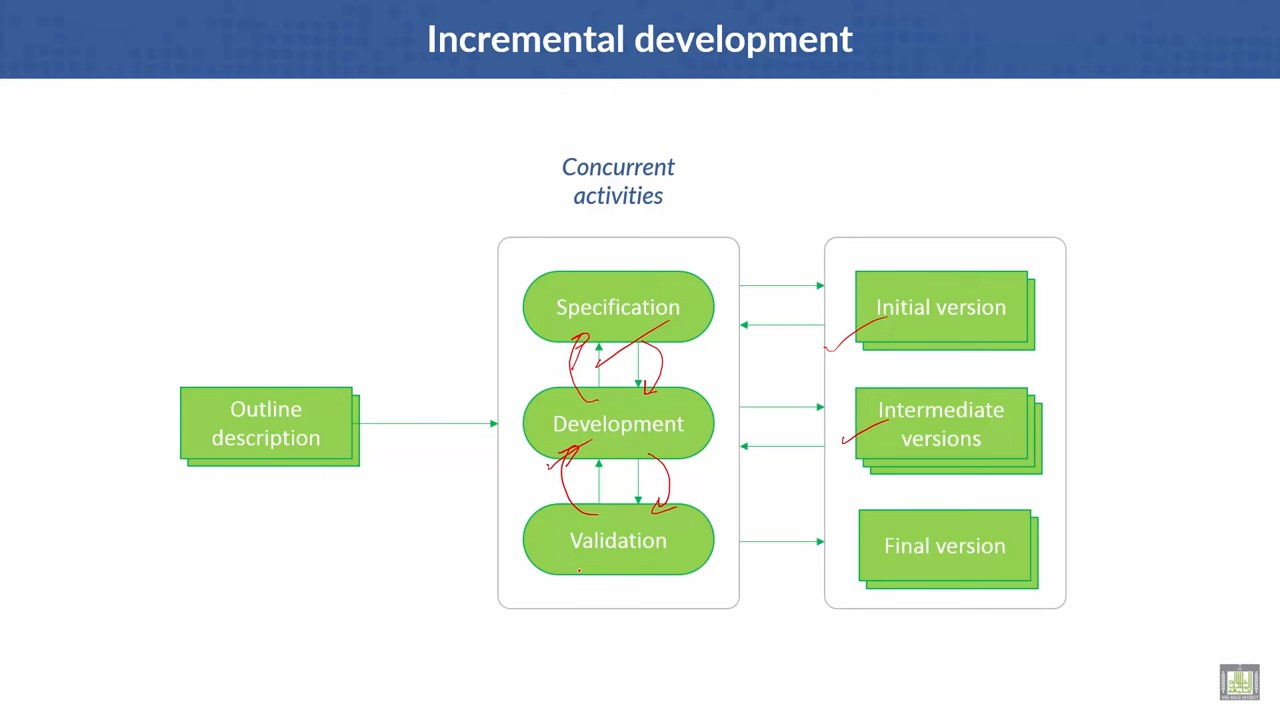 Incremental development
Concurrent
activities
Specification
Initial version
Outline
description
Development
Intermediate
versions
Validation
Final version